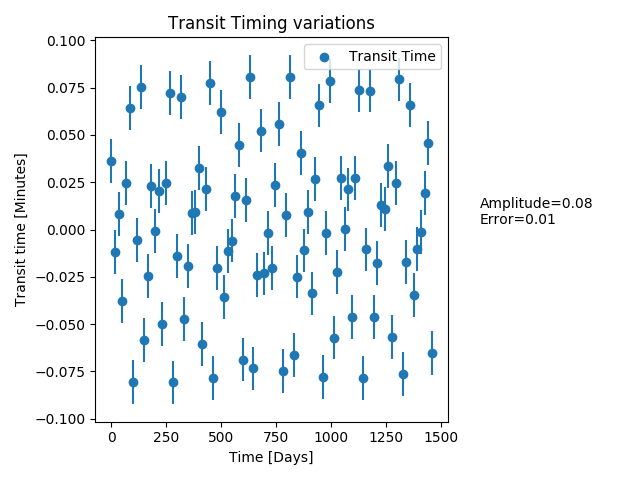 Transit Timing variations
Transit Time
0.100
0.075
0.050
0.025
0.000
−0.025
−0.050
−0.075
−0.100
Transit time [Minutes]
0
250
500
750
1000
1250
1500
Time [Days]
Amplitude=0.08
Error=0.01